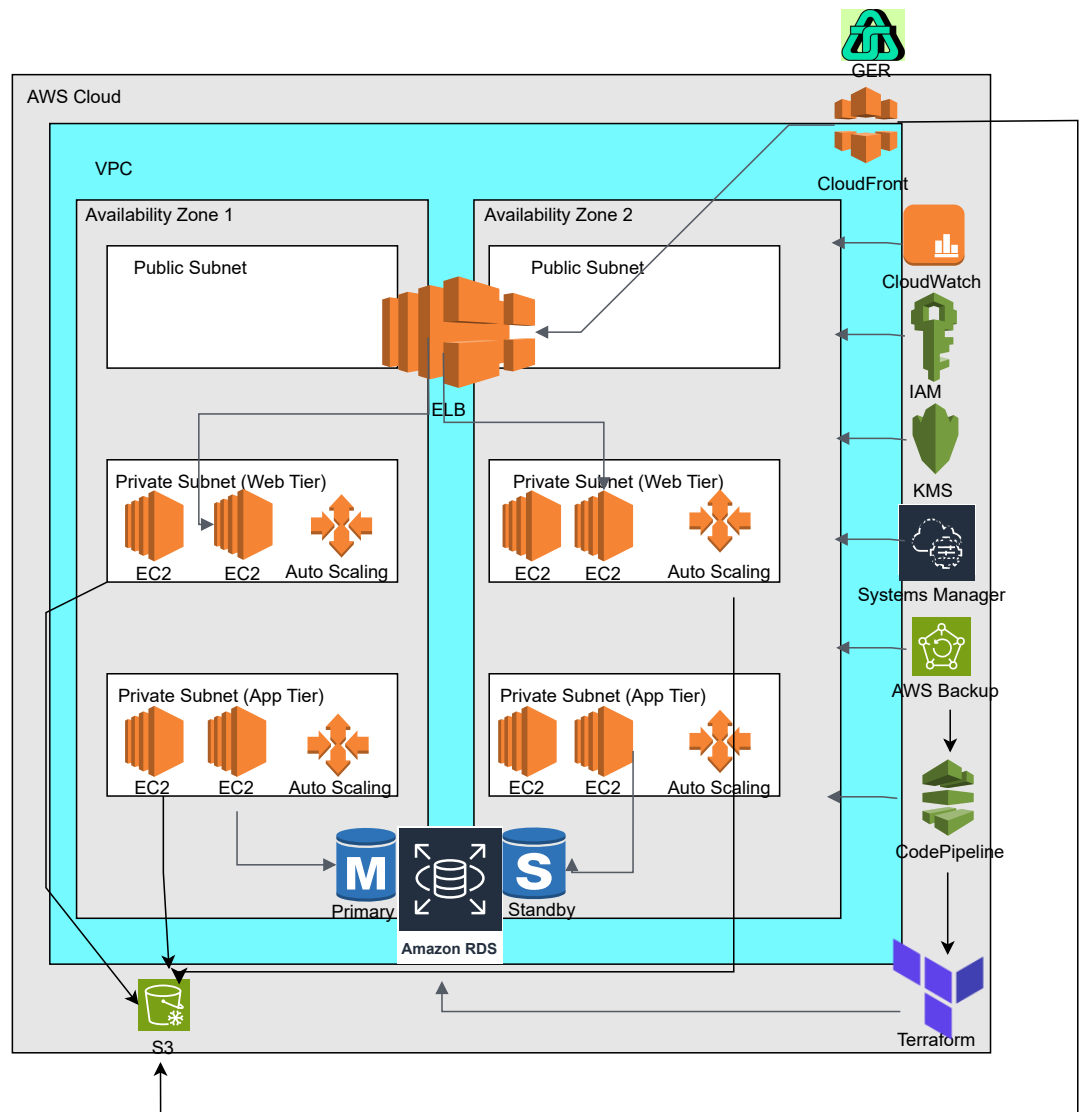 GER
AWS Cloud
CloudFront
VPC
Availability Zone 1
Availability Zone 2
Public Subnet
Public Subnet
CloudWatch
IAM
ELB
KMS
Private Subnet (Web Tier)
Private Subnet (Web Tier)
EC2
EC2
Auto Scaling
EC2
EC2
Auto Scaling
Systems Manager
AWS Backup
Private Subnet (App Tier)
Private Subnet (App Tier)
EC2
EC2
Auto Scaling
EC2
EC2
Auto Scaling
CodePipeline
M
S
Primary
Standby
Amazon RDS
Terraform
S3